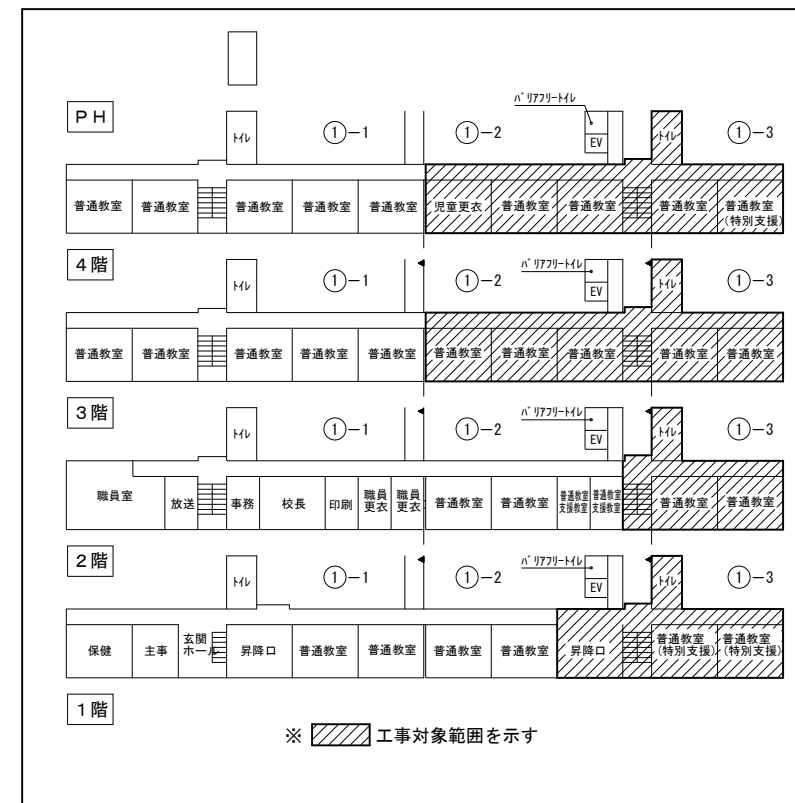 PH
トイレ ①-1 ①-2 バリアフリートイレ EV トイレ ①-3
普通教室 普通教室 普通教室 普通教室 普通教室 児童更衣 普通教室 普通教室 普通教室 普通教室(特別支援)
4階
トイレ ①-1 ①-2 バリアフリートイレ EV トイレ ①-3
普通教室 普通教室 普通教室 普通教室 普通教室 普通教室 普通教室 普通教室 普通教室 普通教室
3階
トイレ ①-1 ①-2 バリアフリートイレ EV トイレ ①-3
職員室 放送 事務 校長 印刷 職員更衣 職員更衣 普通教室 普通教室 普通教室支援教室 普通教室支援教室 普通教室 普通教室
2階
トイレ ①-1 ①-2 バリアフリートイレ EV トイレ ①-3
保健 主事 玄関ホール 昇降口 普通教室 普通教室 普通教室 普通教室 昇降口 普通教室(特別支援) 普通教室(特別支援)
1階
※ 工事対象範囲を示す